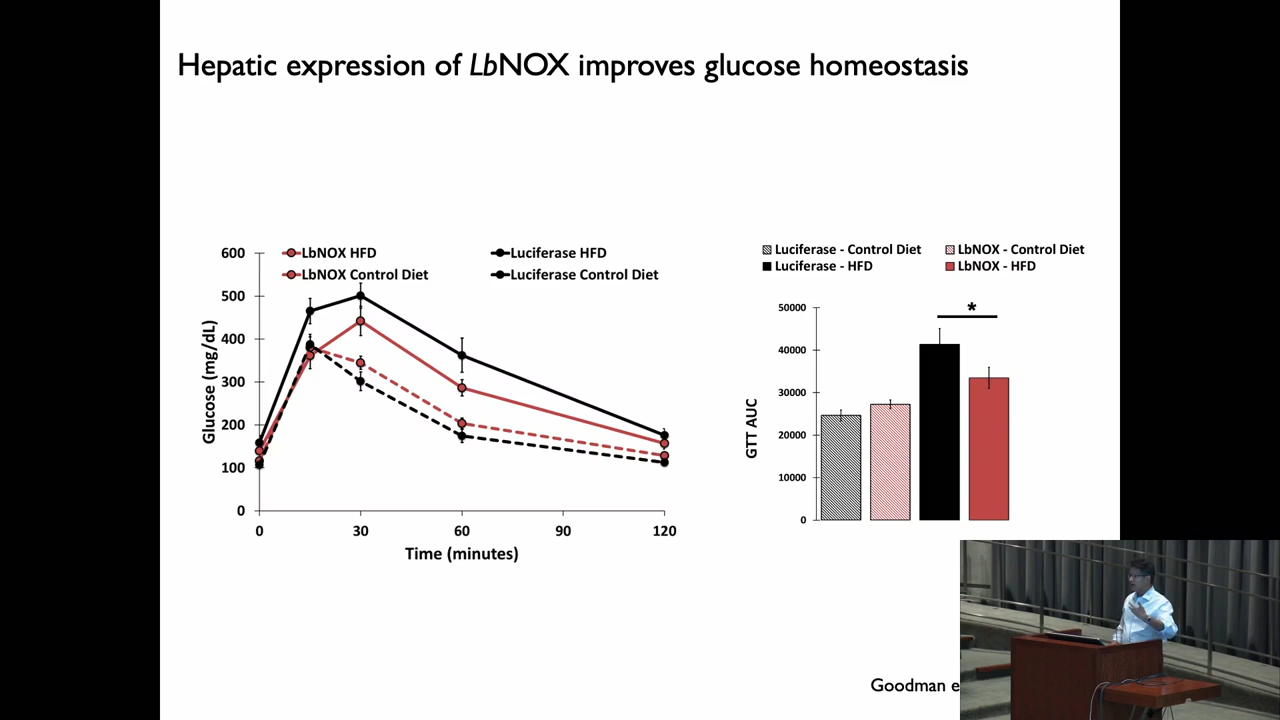 Hepatic expression of LbNOX improves glucose homeostasis
LbNOX HFD
Luciferase HFD
LbNOX Control Diet
Luciferase Control Diet
600
500
400
300
200
100
0
Glucose (mg/dL)
0 30 60 90 120
Time (minutes)
Luciferase - Control Diet
LbNOX - Control Diet
Luciferase - HFD
LbNOX - HFD
*
50000
40000
30000
20000
10000
0
GTT AUC
Goodman e